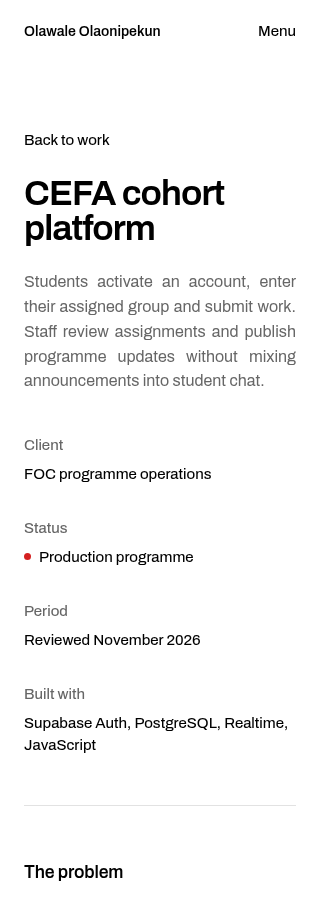 Olawale Olaonipekun
Menu
Back to work
CEFA cohort
platform
Students activate an account, enter
their assigned group and submit work.
Staff review assignments and publish
programme updates without mixing
announcements into student chat.
Client
FOC programme operations
Status
Production programme
Period
Reviewed November 2026
Built with
Supabase Auth, PostgreSQL, Realtime,
JavaScript
The problem